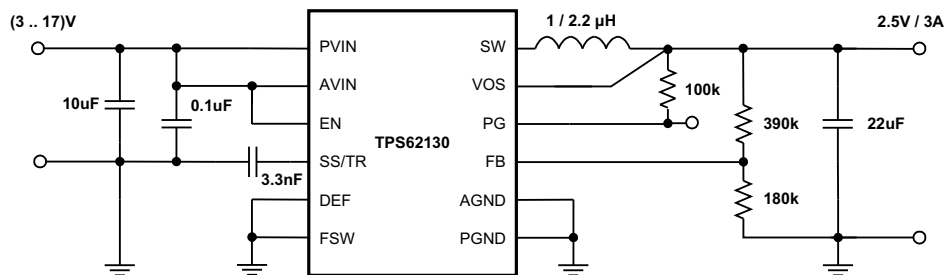 (3 .. 17)V
1 / 2.2 µH
2.5V / 3A
PVIN
SW
AVIN
VOS
10uF
0.1uF
100k
EN
PG
TPS62130
390k
22uF
SS/TR
FB
3.3nF
DEF
AGND
180k
FSW
PGND